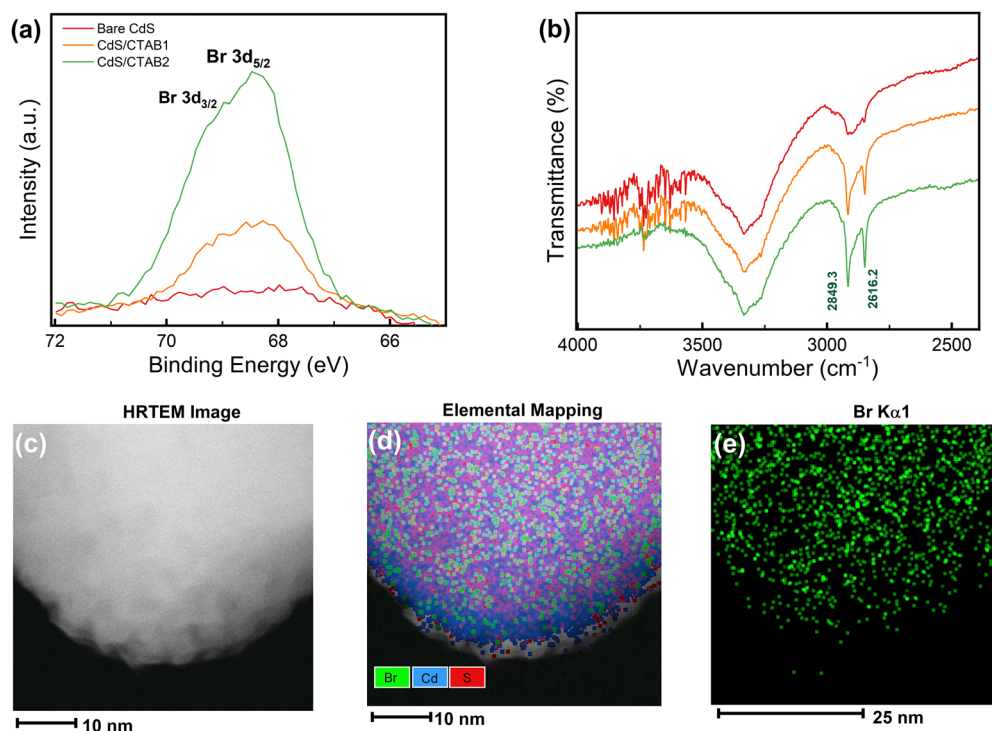 (a)
Bare CdS
CdS/CTAB1
CdS/CTAB2
Br 3d5/2
Br 3d3/2
Intensity (a.u.)
72 70 68 66
Binding Energy (eV)
(b)
Transmittance (%)
2849.3
2616.2
4000 3500 3000 2500
Wavenumber (cm-1)
HRTEM Image
(c)
10 nm
Elemental Mapping
(d)
Br Cd S
10 nm
Br Kα1
(e)
25 nm